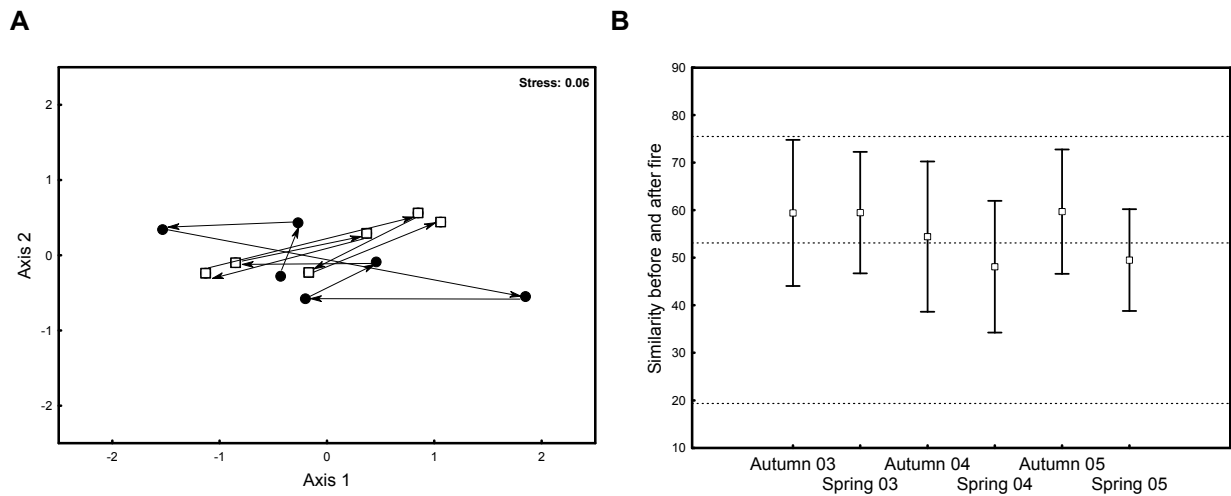 A
Stress: 0.06
2
1
0
-1
-2
Axis 2
-2
-1
0
1
2
Axis 1
B
90
80
70
60
50
40
30
20
10
Similarity before and after fire
Autumn 03
Autumn 04
Autumn 05
Spring 03
Spring 04
Spring 05